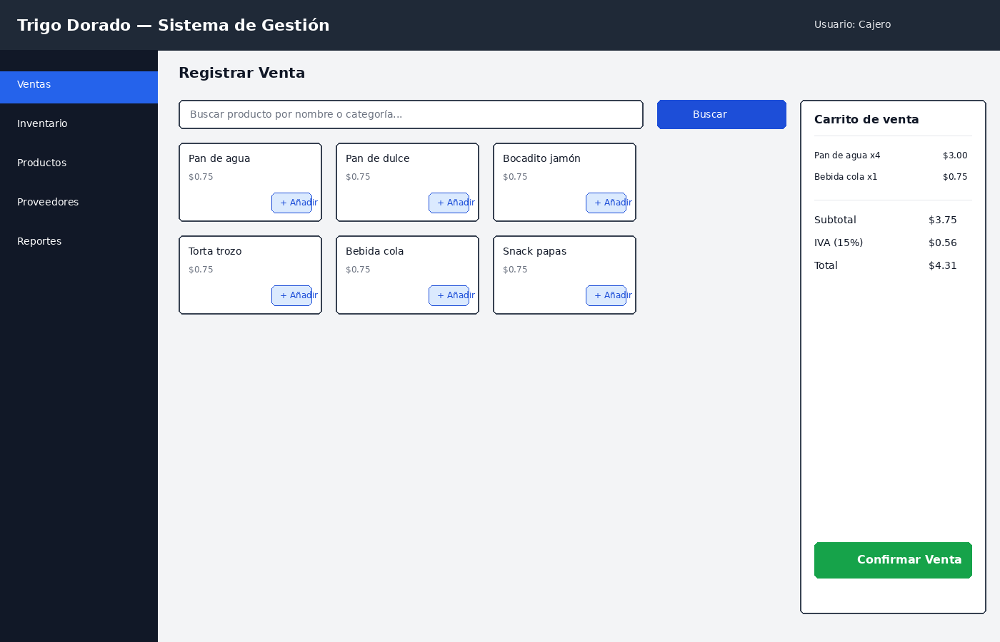 Trigo Dorado — Sistema de Gestión
Usuario: Cajero
Ventas
Inventario
Productos
Proveedores
Reportes
Registrar Venta
Buscar producto por nombre o categoría...
Buscar
Pan de agua
$0.75
+ Añadir
Pan de dulce
$0.75
+ Añadir
Bocadito jamón
$0.75
+ Añadir
Torta trozo
$0.75
+ Añadir
Bebida cola
$0.75
+ Añadir
Snack papas
$0.75
+ Añadir
Carrito de venta
Pan de agua x4 $3.00
Bebida cola x1 $0.75
Subtotal $3.75
IVA (15%) $0.56
Total $4.31
Confirmar Venta